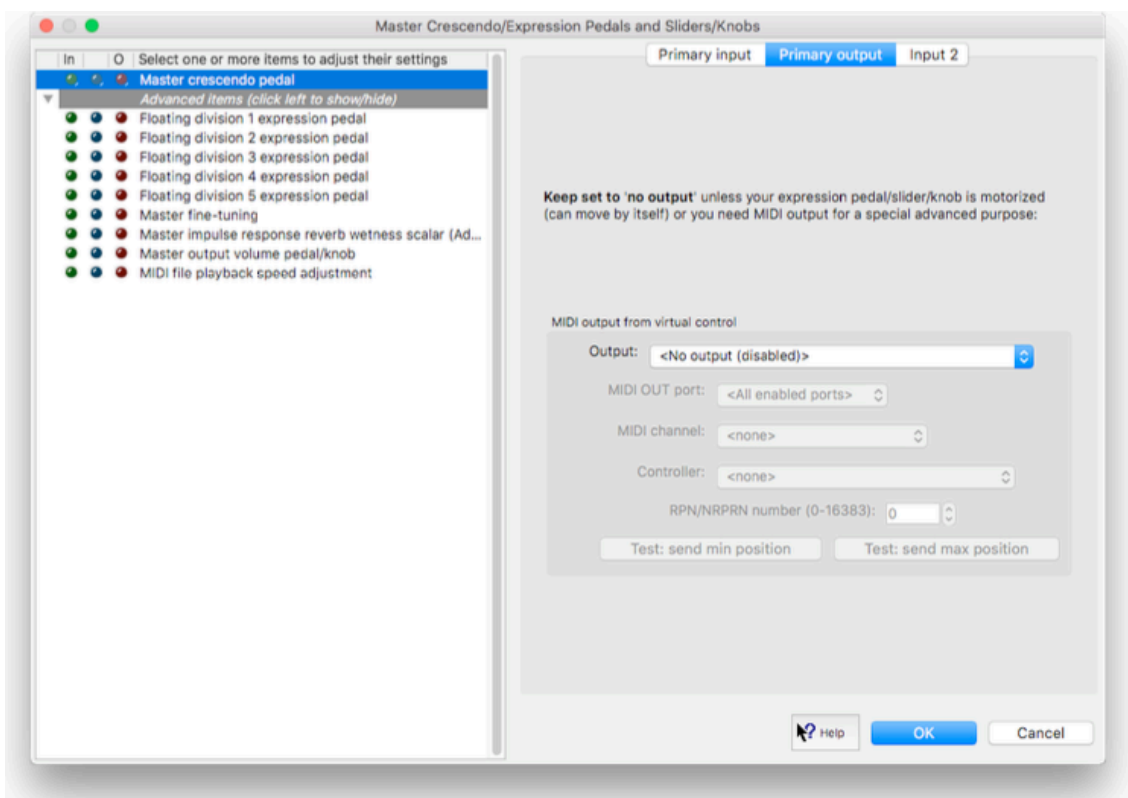 Master Crescendo/Expression Pedals and Sliders/Knobs
In O Select one or more items to adjust their settings
Master crescendo pedal
Advanced items (click left to show/hide)
Floating division 1 expression pedal
Floating division 2 expression pedal
Floating division 3 expression pedal
Floating division 4 expression pedal
Floating division 5 expression pedal
Master fine-tuning
Master impulse response reverb wetness scalar (Ad...
Master output volume pedal/knob
MIDI file playback speed adjustment
Primary input Primary output Input 2
Keep set to 'no output' unless your expression pedal/slider/knob is motorized
(can move by itself) or you need MIDI output for a special advanced purpose:
MIDI output from virtual control
Output: <No output (disabled)>
MIDI OUT port: <All enabled ports>
MIDI channel: <none>
Controller: <none>
RPN/NRPRN number (0-16383): 0
Test: send min position Test: send max position
? Help OK Cancel